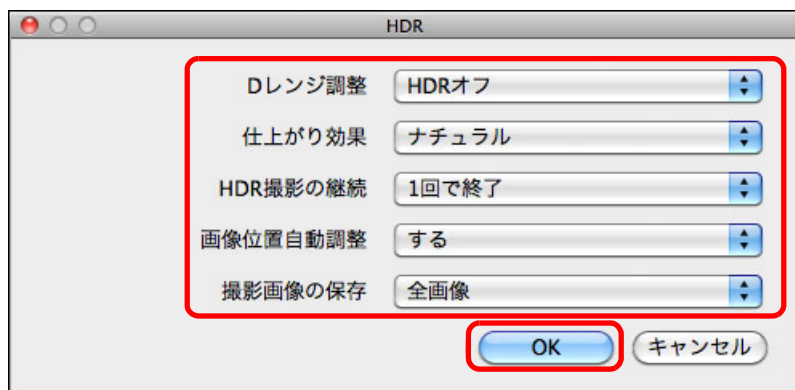 HDR
Dレンジ調整 HDRオフ
仕上がり効果 ナチュラル
HDR撮影の継続 1回で終了
画像位置自動調整 する
撮影画像の保存 全画像
OK キャンセル